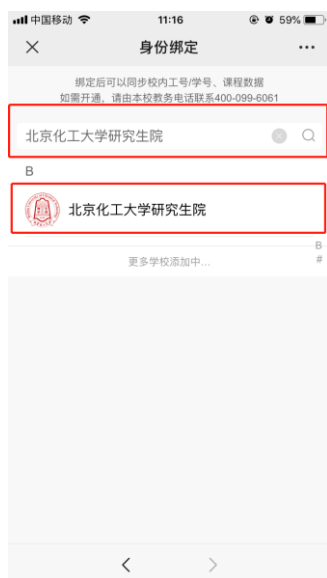 中国移动 11:16 59%
身份绑定
绑定后可以同步校内工号/学号、课程数据
如需开通，请由本校教务电话联系400-099-6061
北京化工大学研究生院
B
北京化工大学研究生院
B
更多学校添加中...
#